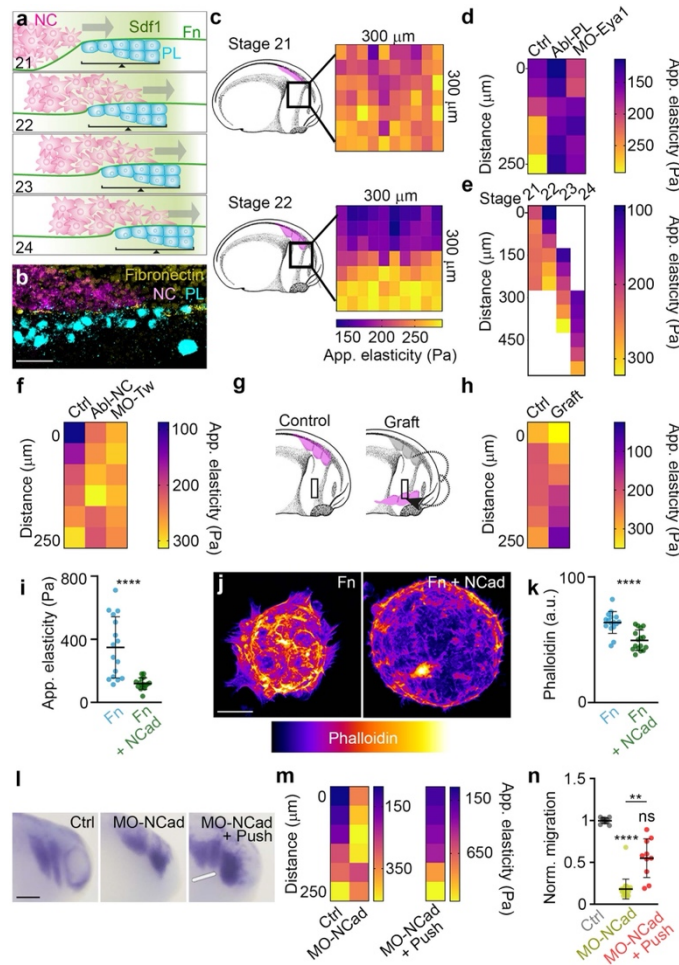 a
NC
Sdf1
Fn
PL
21
22
23
24
b
Fibronectin
NC PL
c
Stage 21
300 μm
300 μm
Stage 22
300 μm
300 μm
150 200 250
App. elasticity (Pa)
d
Ctrl
Abl-PL
MO-Eya1
0
250
Distance (μm)
150
200
250
App. elasticity (Pa)
e
Stage
21
22
23
24
0
150
300
450
Distance (μm)
100
200
300
App. elasticity (Pa)
f
Ctrl
Abl-NC
MO-Tw
0
250
Distance (μm)
100
200
300
App. elasticity (Pa)
g
Control
Graft
h
Ctrl
Graft
0
250
Distance (μm)
100
200
300
App. elasticity (Pa)
i
App. elasticity (Pa)
800
400
0
****
Fn
Fn
+ NCad
j
Fn
Fn + NCad
Phalloidin
k
Phalloidin (a.u.)
100
0
****
Fn
Fn
+ NCad
l
Ctrl
MO-NCad
MO-NCad
+ Push
m
0
250
Distance (μm)
Ctrl
MO-NCad
150
350
MO-NCad
+ Push
150
650
App. elasticity (Pa)
n
Norm. migration
1.5
1
0.5
0
**
ns
****
Ctrl
MO-NCad
MO-NCad
+ Push